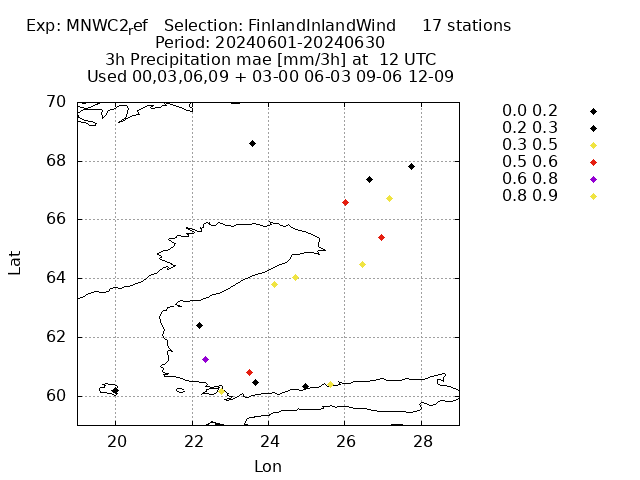 Exp: MNWC2ref Selection: FinlandInlandWind 17 stations
Period: 20240601-20240630
3h Precipitation mae [mm/3h] at 12 UTC
Used 00,03,06,09 + 03-00 06-03 09-06 12-09
70
68
66
64
62
60
Lat
20 22 24 26 28
Lon
0.0 0.2
0.2 0.3
0.3 0.5
0.5 0.6
0.6 0.8
0.8 0.9